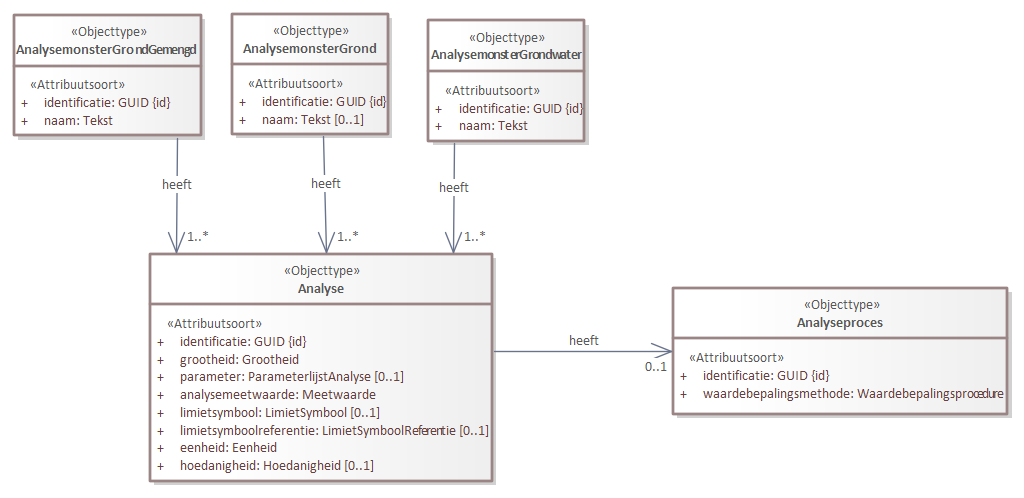 «Objecttype»
AnalysemonsterGrondGemengd
«Attribuutsoort»
+ identificatie: GUID {id}
+ naam: Tekst
«Objecttype»
AnalysemonsterGrond
«Attribuutsoort»
+ identificatie: GUID {id}
+ naam: Tekst [0..1]
«Objecttype»
AnalysemonsterGrondwater
«Attribuutsoort»
+ identificatie: GUID {id}
+ naam: Tekst
heeft
1..*
heeft
1..*
heeft
1..*
«Objecttype»
Analyse
«Attribuutsoort»
+ identificatie: GUID {id}
+ grootheid: Grootheid
+ parameter: ParameterlijstAnalyse [0..1]
+ analysemeetwaarde: Meetwaarde
+ limietsymbool: LimietSymbool [0..1]
+ limietsymboolreferentie: LimietSymboolReferentie [0..1]
+ eenheid: Eenheid
+ hoedanigheid: Hoedanigheid [0..1]
heeft
0..1
«Objecttype»
Analyseproces
«Attribuutsoort»
+ identificatie: GUID {id}
+ waardebepalingsmethode: Waardebepalingsprocedure